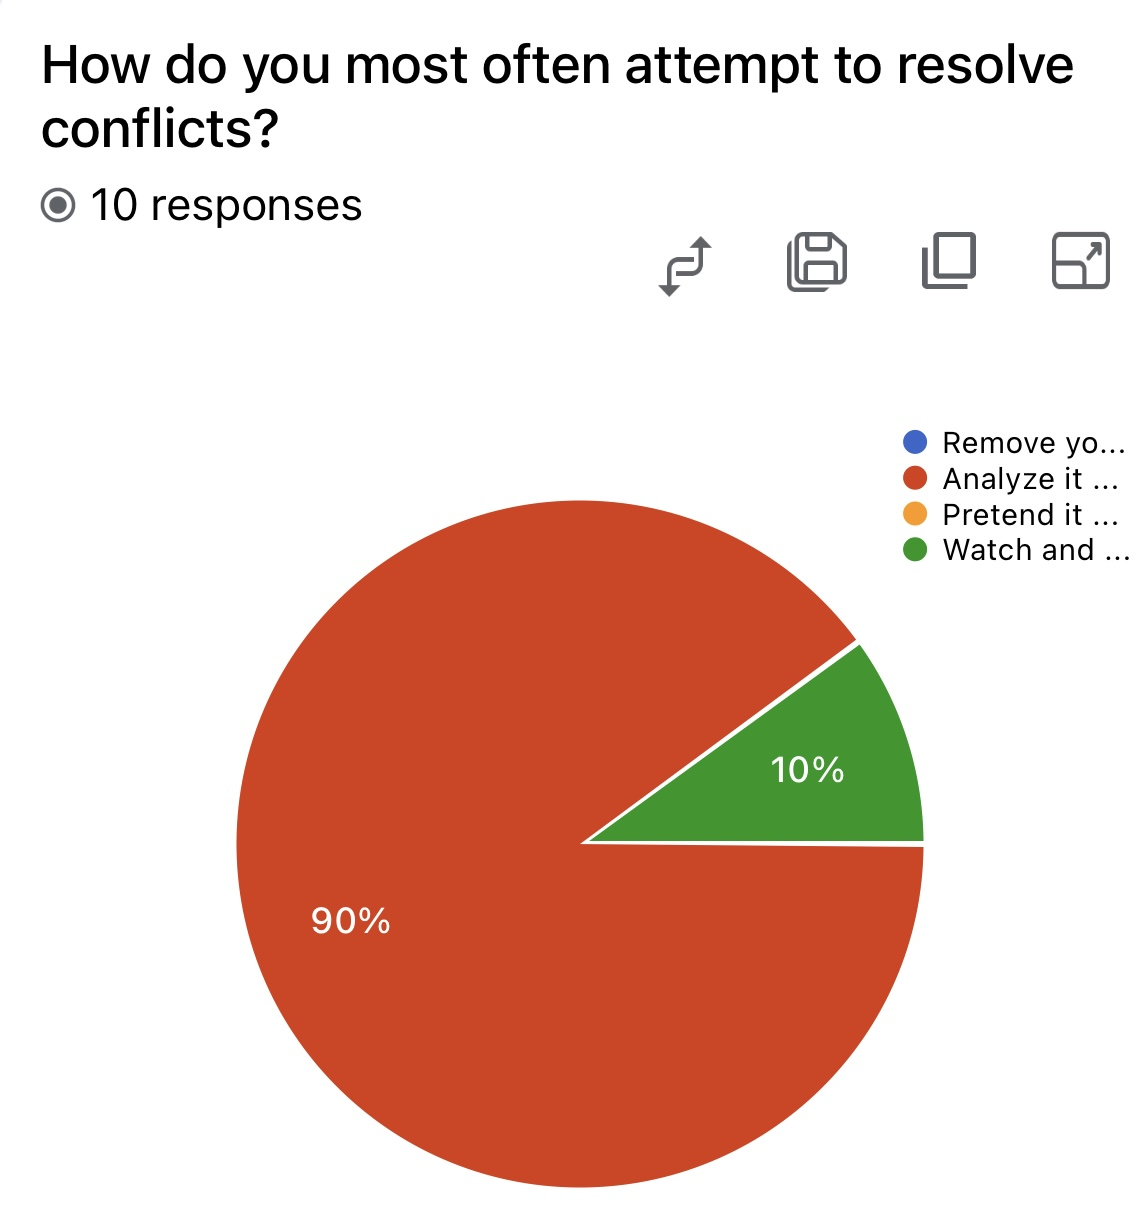 How do you most often attempt to resolve
conflicts?
10 responses
Remove yo...
Analyze it ...
Pretend it ...
Watch and ...
10%
90%